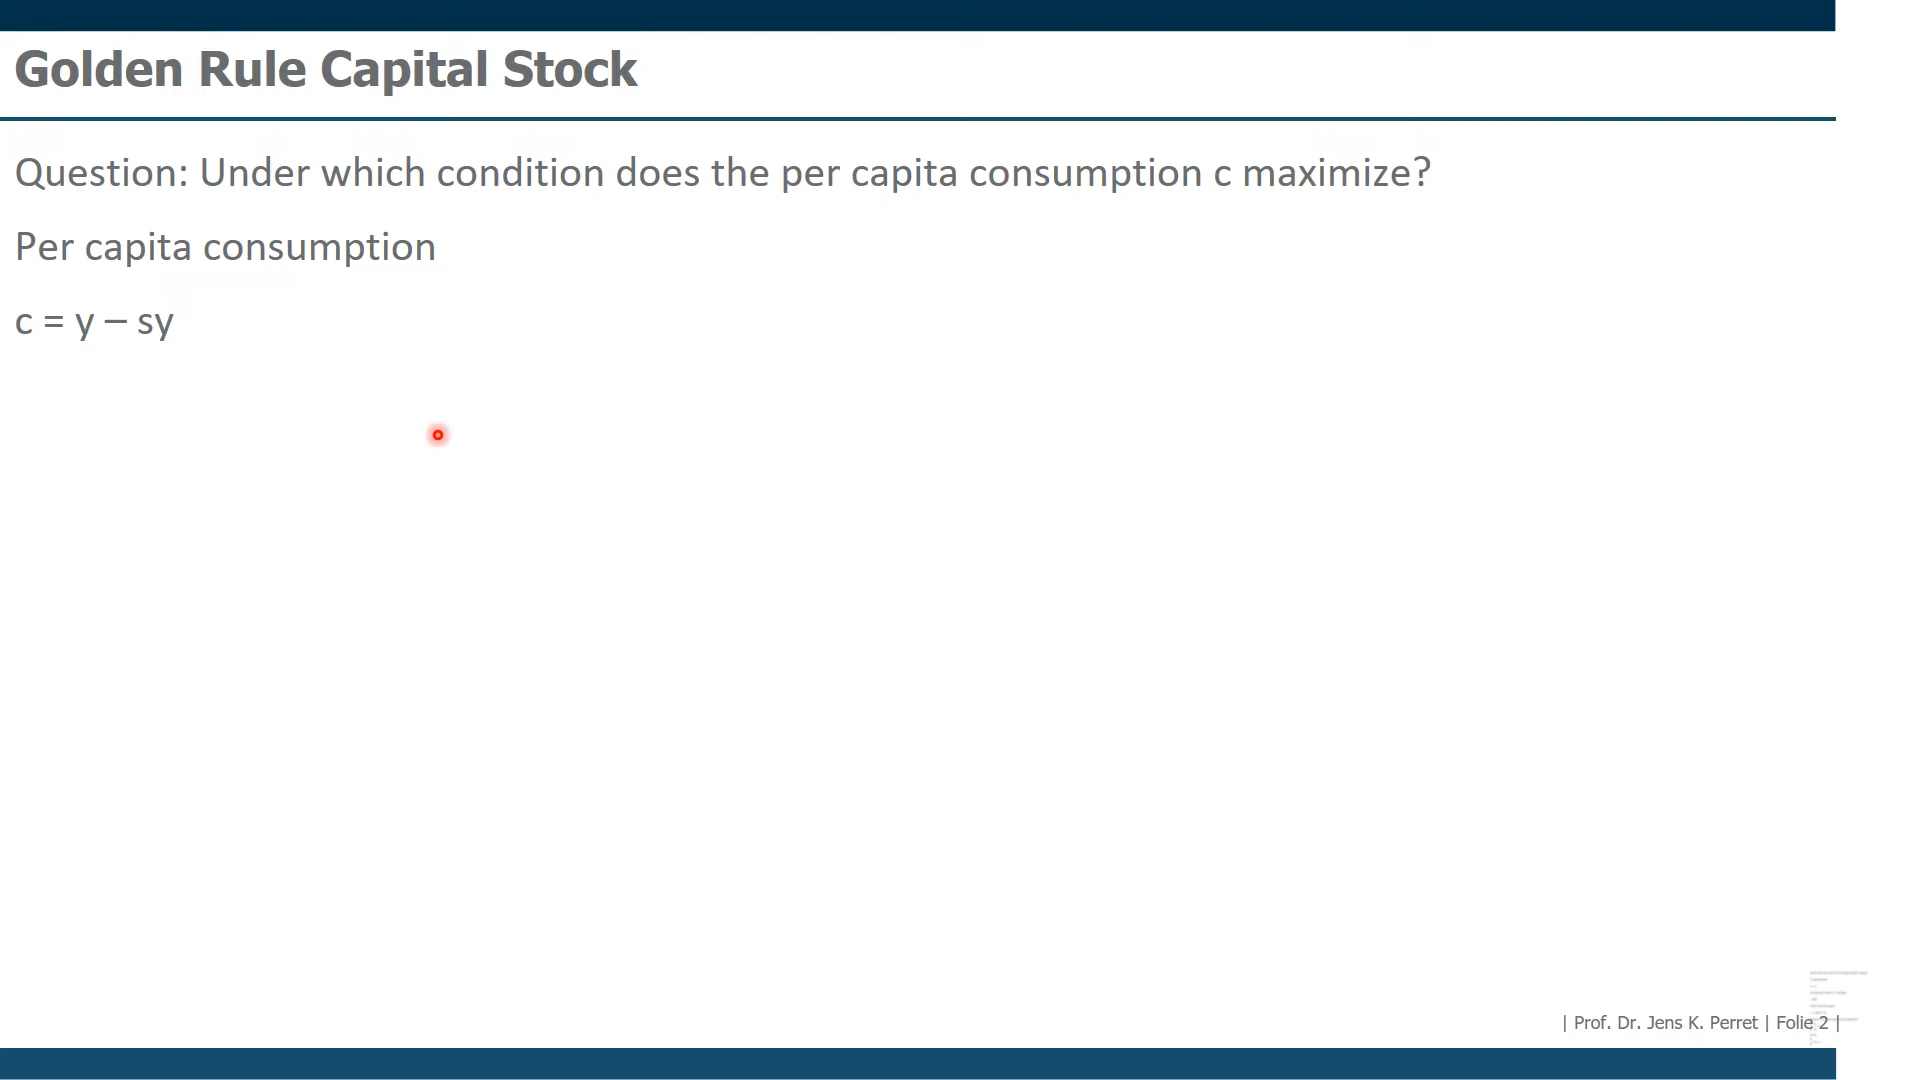 Golden Rule Capital Stock
Question: Under which condition does the per capita consumption c maximize?
Per capita consumption
c = y – sy
| Prof. Dr. Jens K. Perret | Folie 2 |